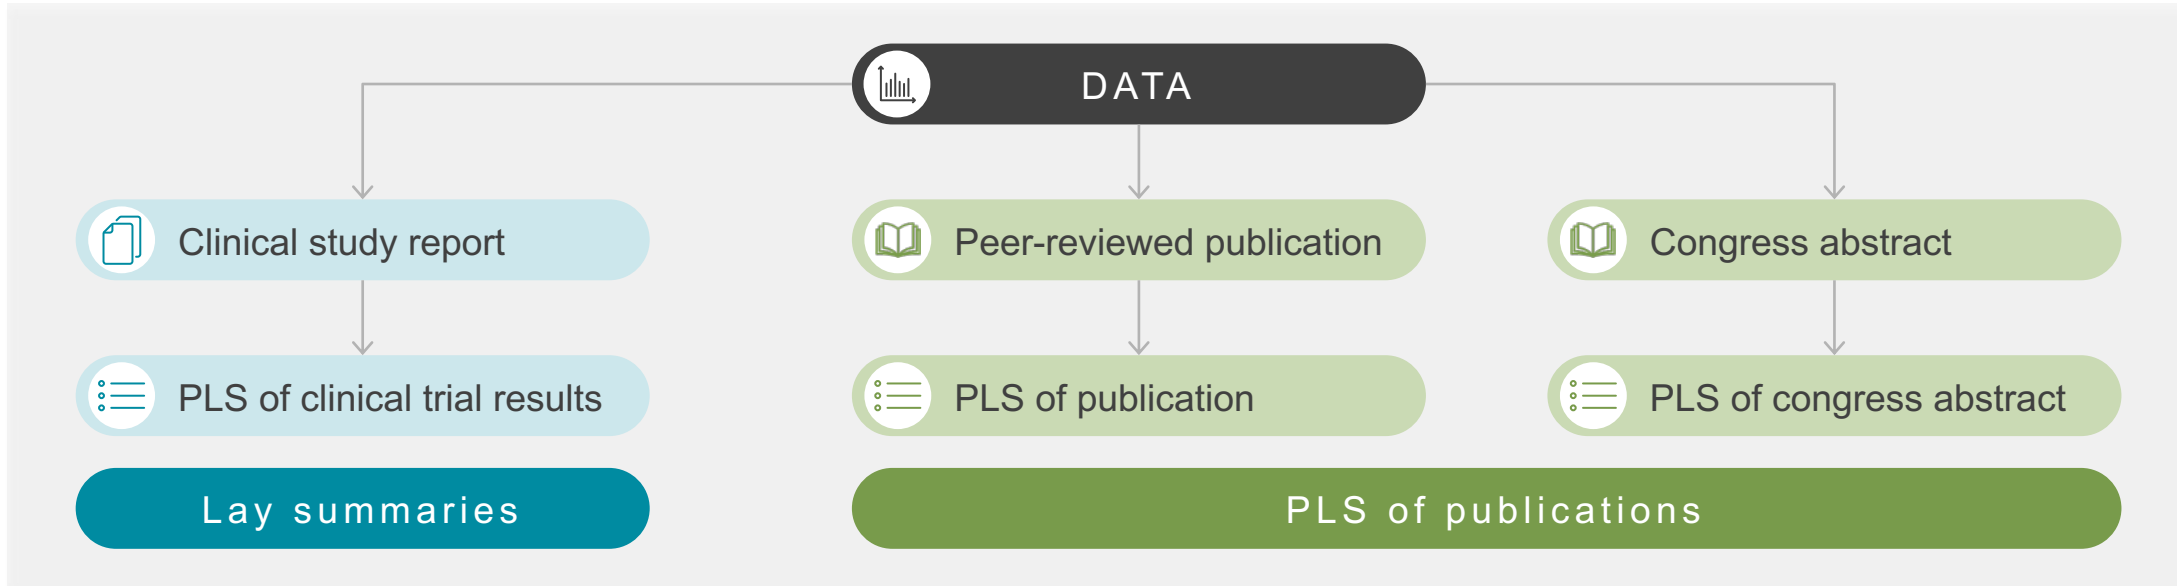 DATA
Clinical study report
Peer-reviewed publication
Congress abstract
PLS of clinical trial results
PLS of publication
PLS of congress abstract
Lay summaries
PLS of publications